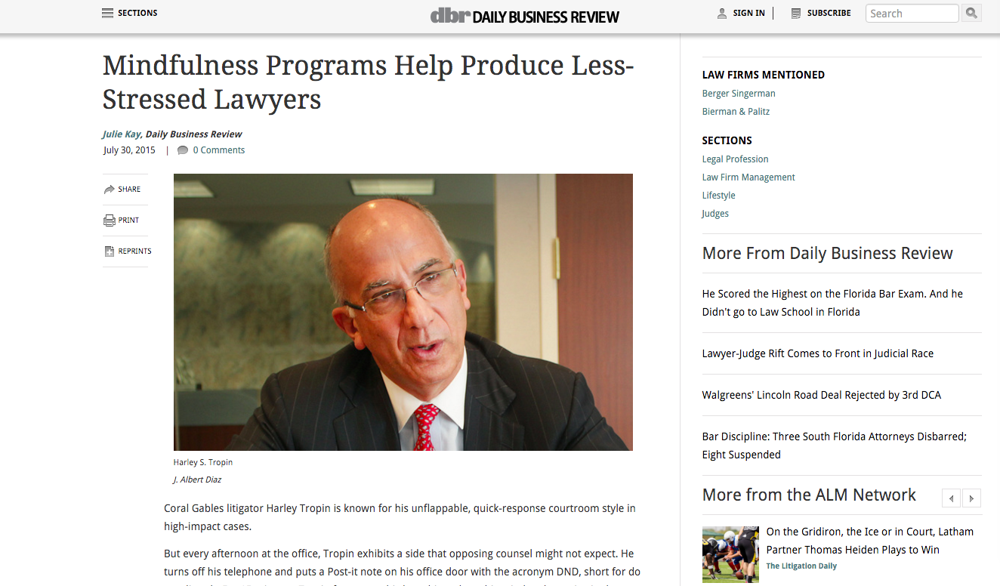 SECTIONS
dbr DAILY BUSINESS REVIEW
SIGN IN
SUBSCRIBE
Search
Mindfulness Programs Help Produce Less-
Stressed Lawyers
Julie Kay, Daily Business Review
July 30, 2015 | 0 Comments
SHARE
PRINT
REPRINTS
Harley S. Tropin
J. Albert Diaz
Coral Gables litigator Harley Tropin is known for his unflappable, quick-response courtroom style in
high-impact cases.
But every afternoon at the office, Tropin exhibits a side that opposing counsel might not expect. He
turns off his telephone and puts a Post-it note on his office door with the acronym DND, short for do
LAW FIRMS MENTIONED
Berger Singerman
Bierman & Palitz
SECTIONS
Legal Profession
Law Firm Management
Lifestyle
Judges
More From Daily Business Review
He Scored the Highest on the Florida Bar Exam. And he
Didn't go to Law School in Florida
Lawyer-Judge Rift Comes to Front in Judicial Race
Walgreens' Lincoln Road Deal Rejected by 3rd DCA
Bar Discipline: Three South Florida Attorneys Disbarred;
Eight Suspended
More from the ALM Network
On the Gridiron, the Ice or in Court, Latham
Partner Thomas Heiden Plays to Win
The Litigation Daily